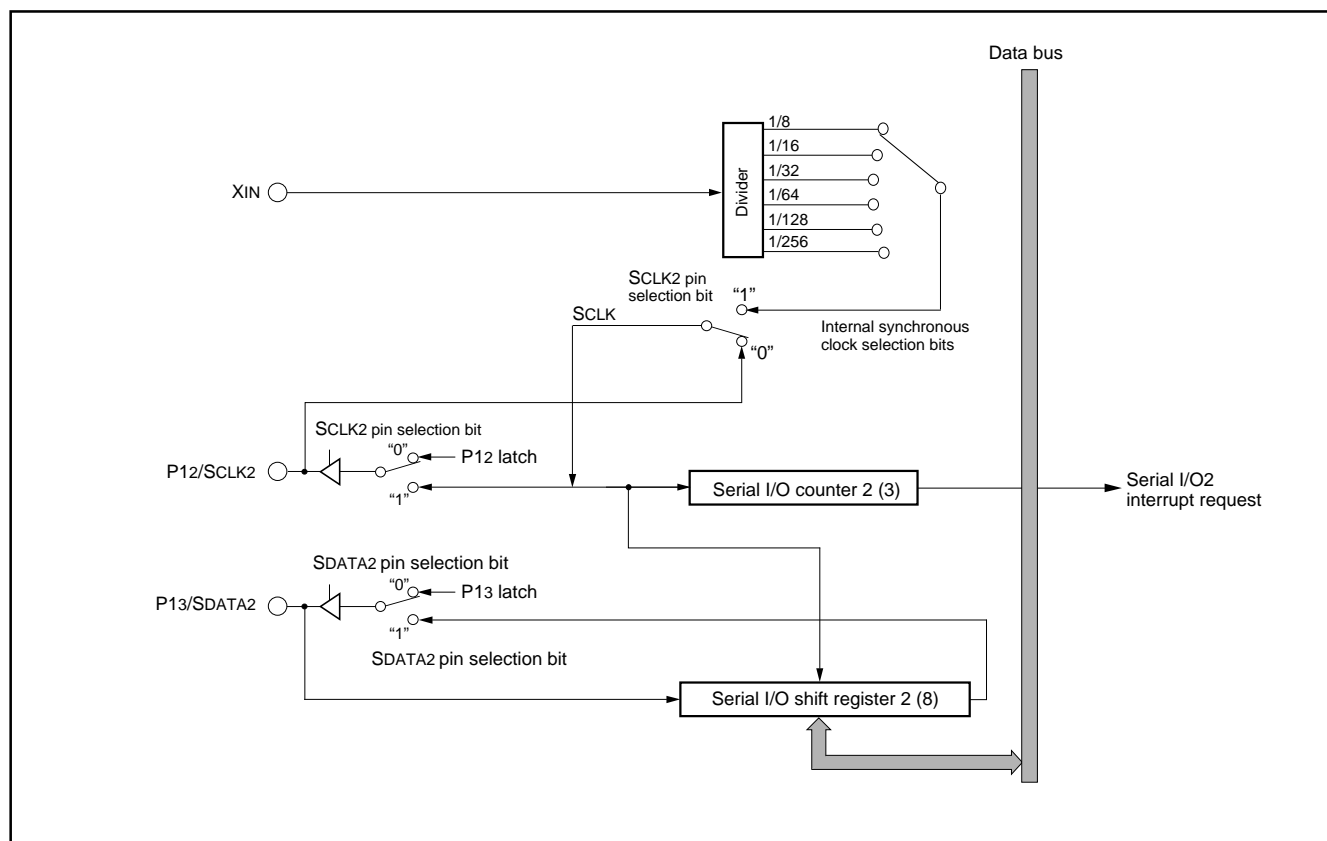 Data bus
1/8
1/16
1/32
1/64
1/128
1/256
XIN
Divider
SCLK2 pin
selection bit
“1”
SCLK
Internal synchronous
clock selection bits
“0”
SCLK2 pin selection bit
“0”
P12 latch
P12/SCLK2
“1”
Serial I/O counter 2 (3)
Serial I/O2
interrupt request
SDATA2 pin selection bit
“0”
P13 latch
P13/SDATA2
“1”
SDATA2 pin selection bit
Serial I/O shift register 2 (8)